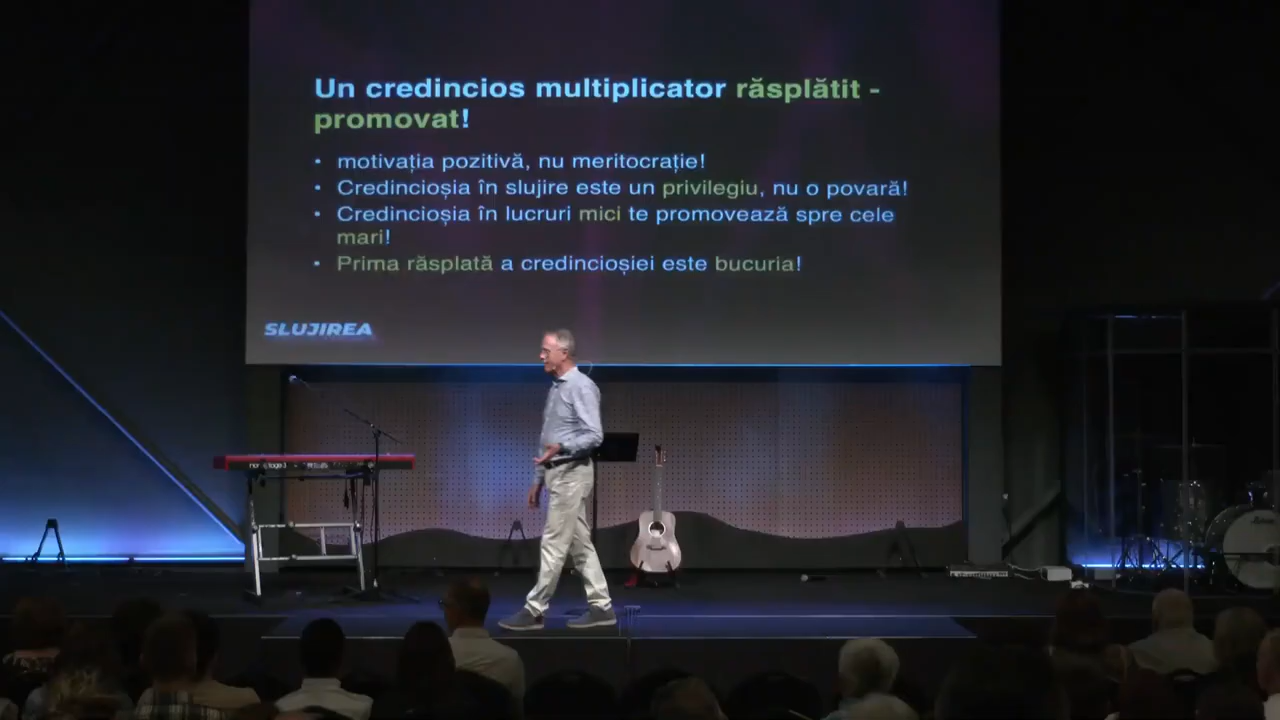 Un credincios multiplicator răsplătit -
promovat!
• motivația pozitivă, nu meritocrație!
• Credincioșia în slujire este un privilegiu, nu o povară!
• Credincioșia în lucruri mici te promovează spre cele
mari!
• Prima răsplată a credincioșiei este bucuria!
SLUJIREA